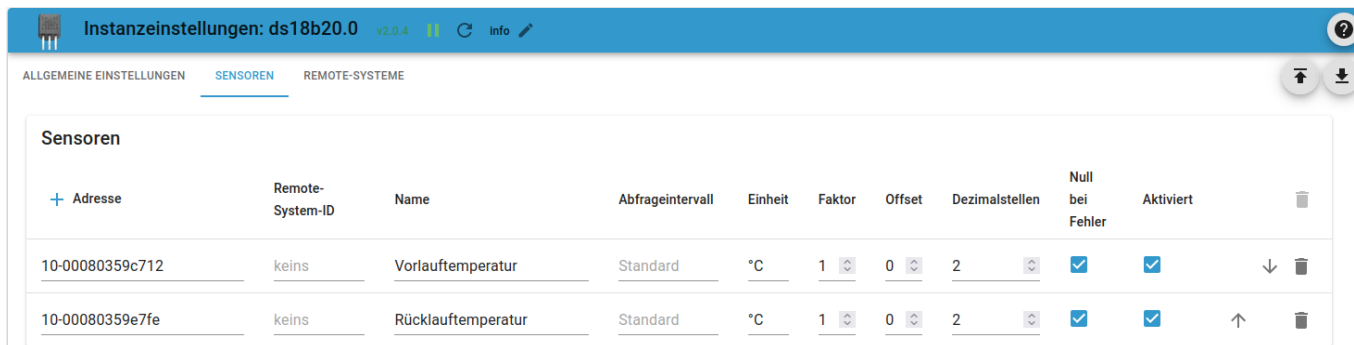 Instanzeinstellungen: ds18b20.0 v2.0.4 info
ALLGEMEINE EINSTELLUNGEN SENSOREN REMOTE-SYSTEME
Sensoren
Adresse Remote-System-ID Name Abfrageintervall Einheit Faktor Offset Dezimalstellen Null bei Fehler Aktiviert
10-00080359c712 keins Vorlauftemperatur Standard °C 1 0 2
10-00080359e7fe keins Rücklauftemperatur Standard °C 1 0 2